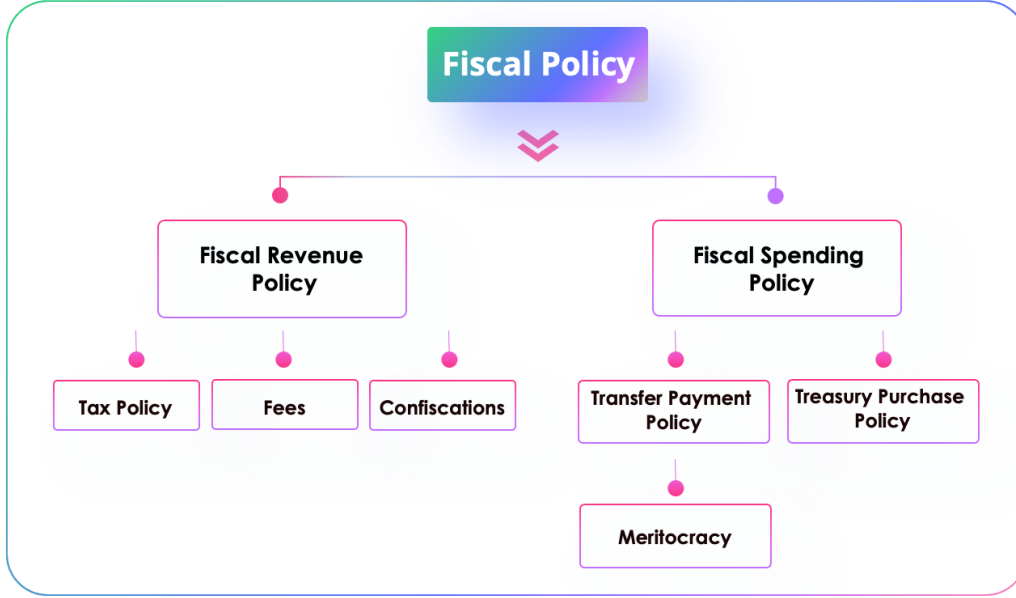 Fiscal Policy
Fiscal Revenue
Policy
Fiscal Spending
Policy
Tax Policy
Fees
Confiscations
Transfer Payment
Policy
Treasury Purchase
Policy
Meritocracy